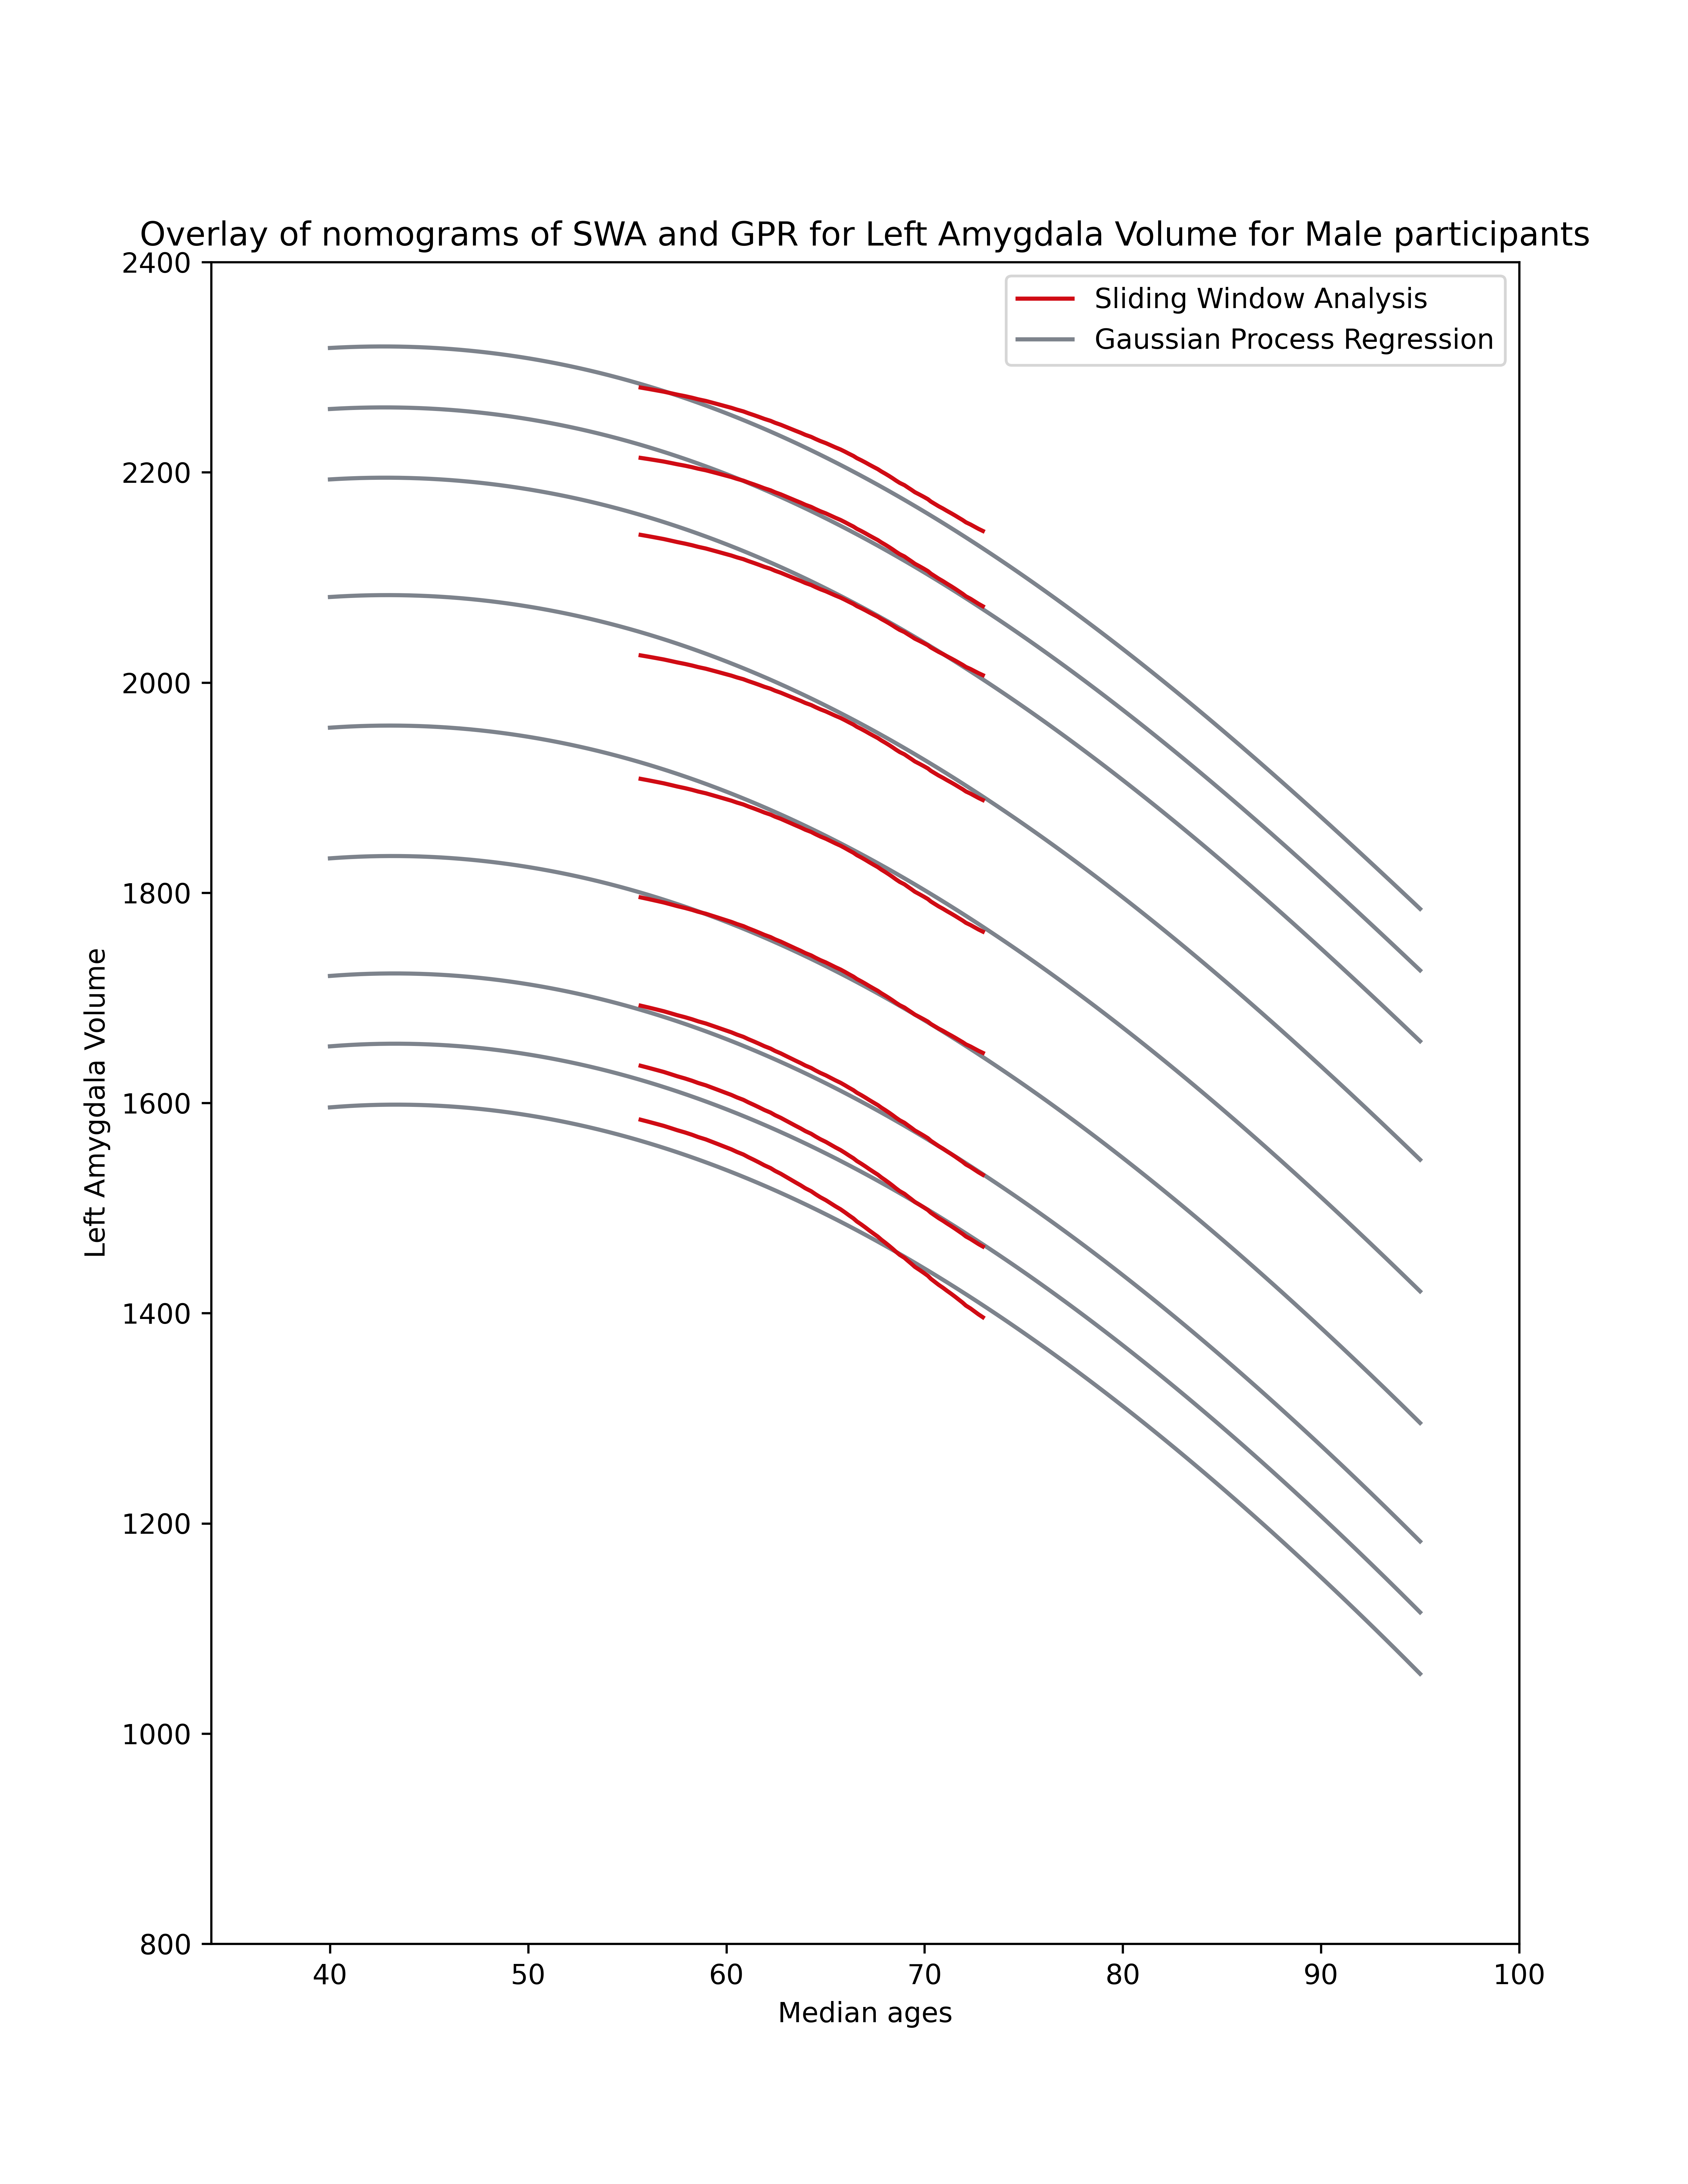 Overlay of nomograms of SWA and GPR for Left Amygdala Volume for Male participants
Sliding Window Analysis
Gaussian Process Regression
2400
2200
2000
1800
1600
1400
1200
1000
800
Left Amygdala Volume
40 50 60 70 80 90 100
Median ages